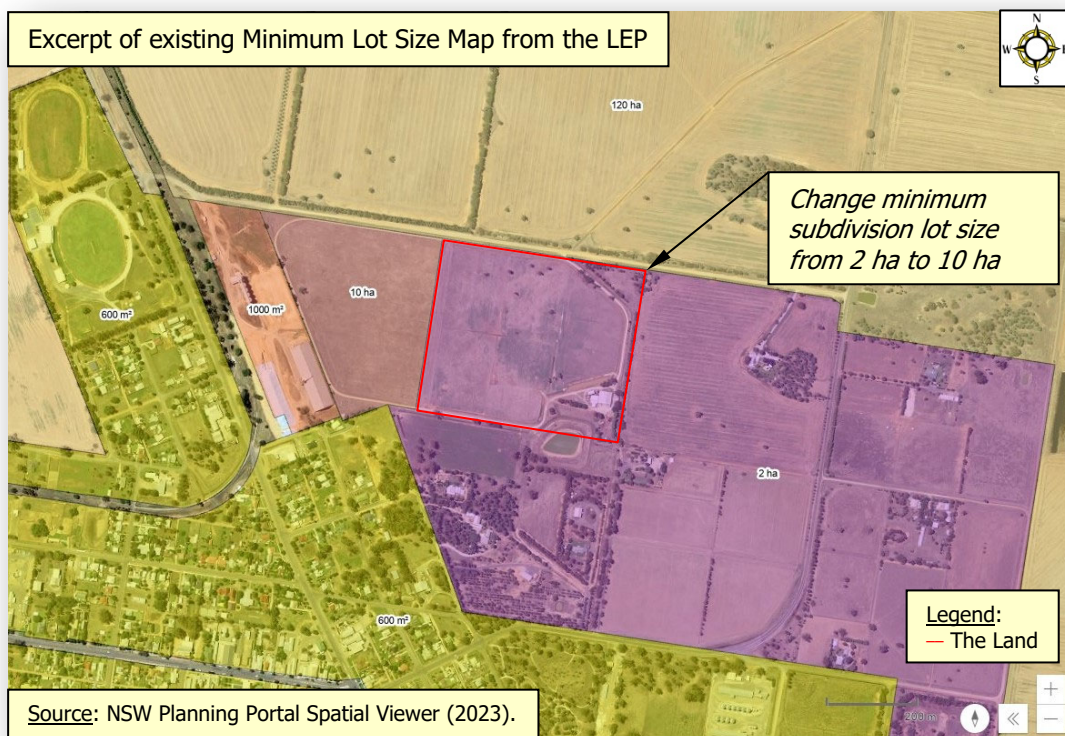 Excerpt of existing Minimum Lot Size Map from the LEP
N
W E
S
120 ha
Change minimum
subdivision lot size
from 2 ha to 10 ha
10 ha
1000 m²
600 m²
2 ha
600 m²
Legend:
— The Land
Source: NSW Planning Portal Spatial Viewer (2023).
200 m
+
«
−